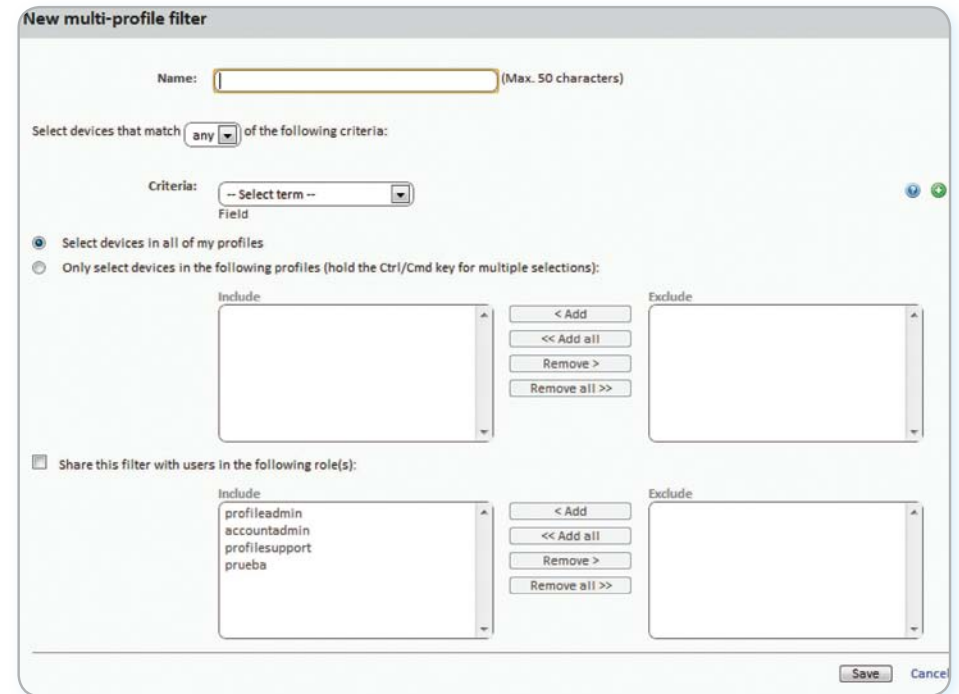 New multi-profile filter
Name: (Max. 50 characters)
Select devices that match any of the following criteria:
Criteria: -- Select term --
Field
Select devices in all of my profiles
Only select devices in the following profiles (hold the Ctrl/Cmd key for multiple selections):
Include Exclude
< Add
<< Add all
Remove >
Remove all >>
Share this filter with users in the following role(s):
Include Exclude
profileadmin < Add
accountadmin << Add all
profilesupport
prueba Remove >
Remove all >>
Save Cancel